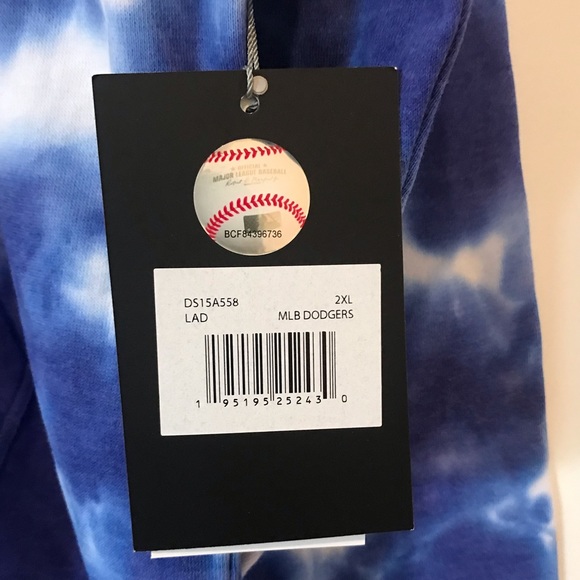 MAJOR LEAGUE BASEBALL
BCF84396736
DS15A558 2XL
LAD MLB DODGERS
1 95195 25243 0